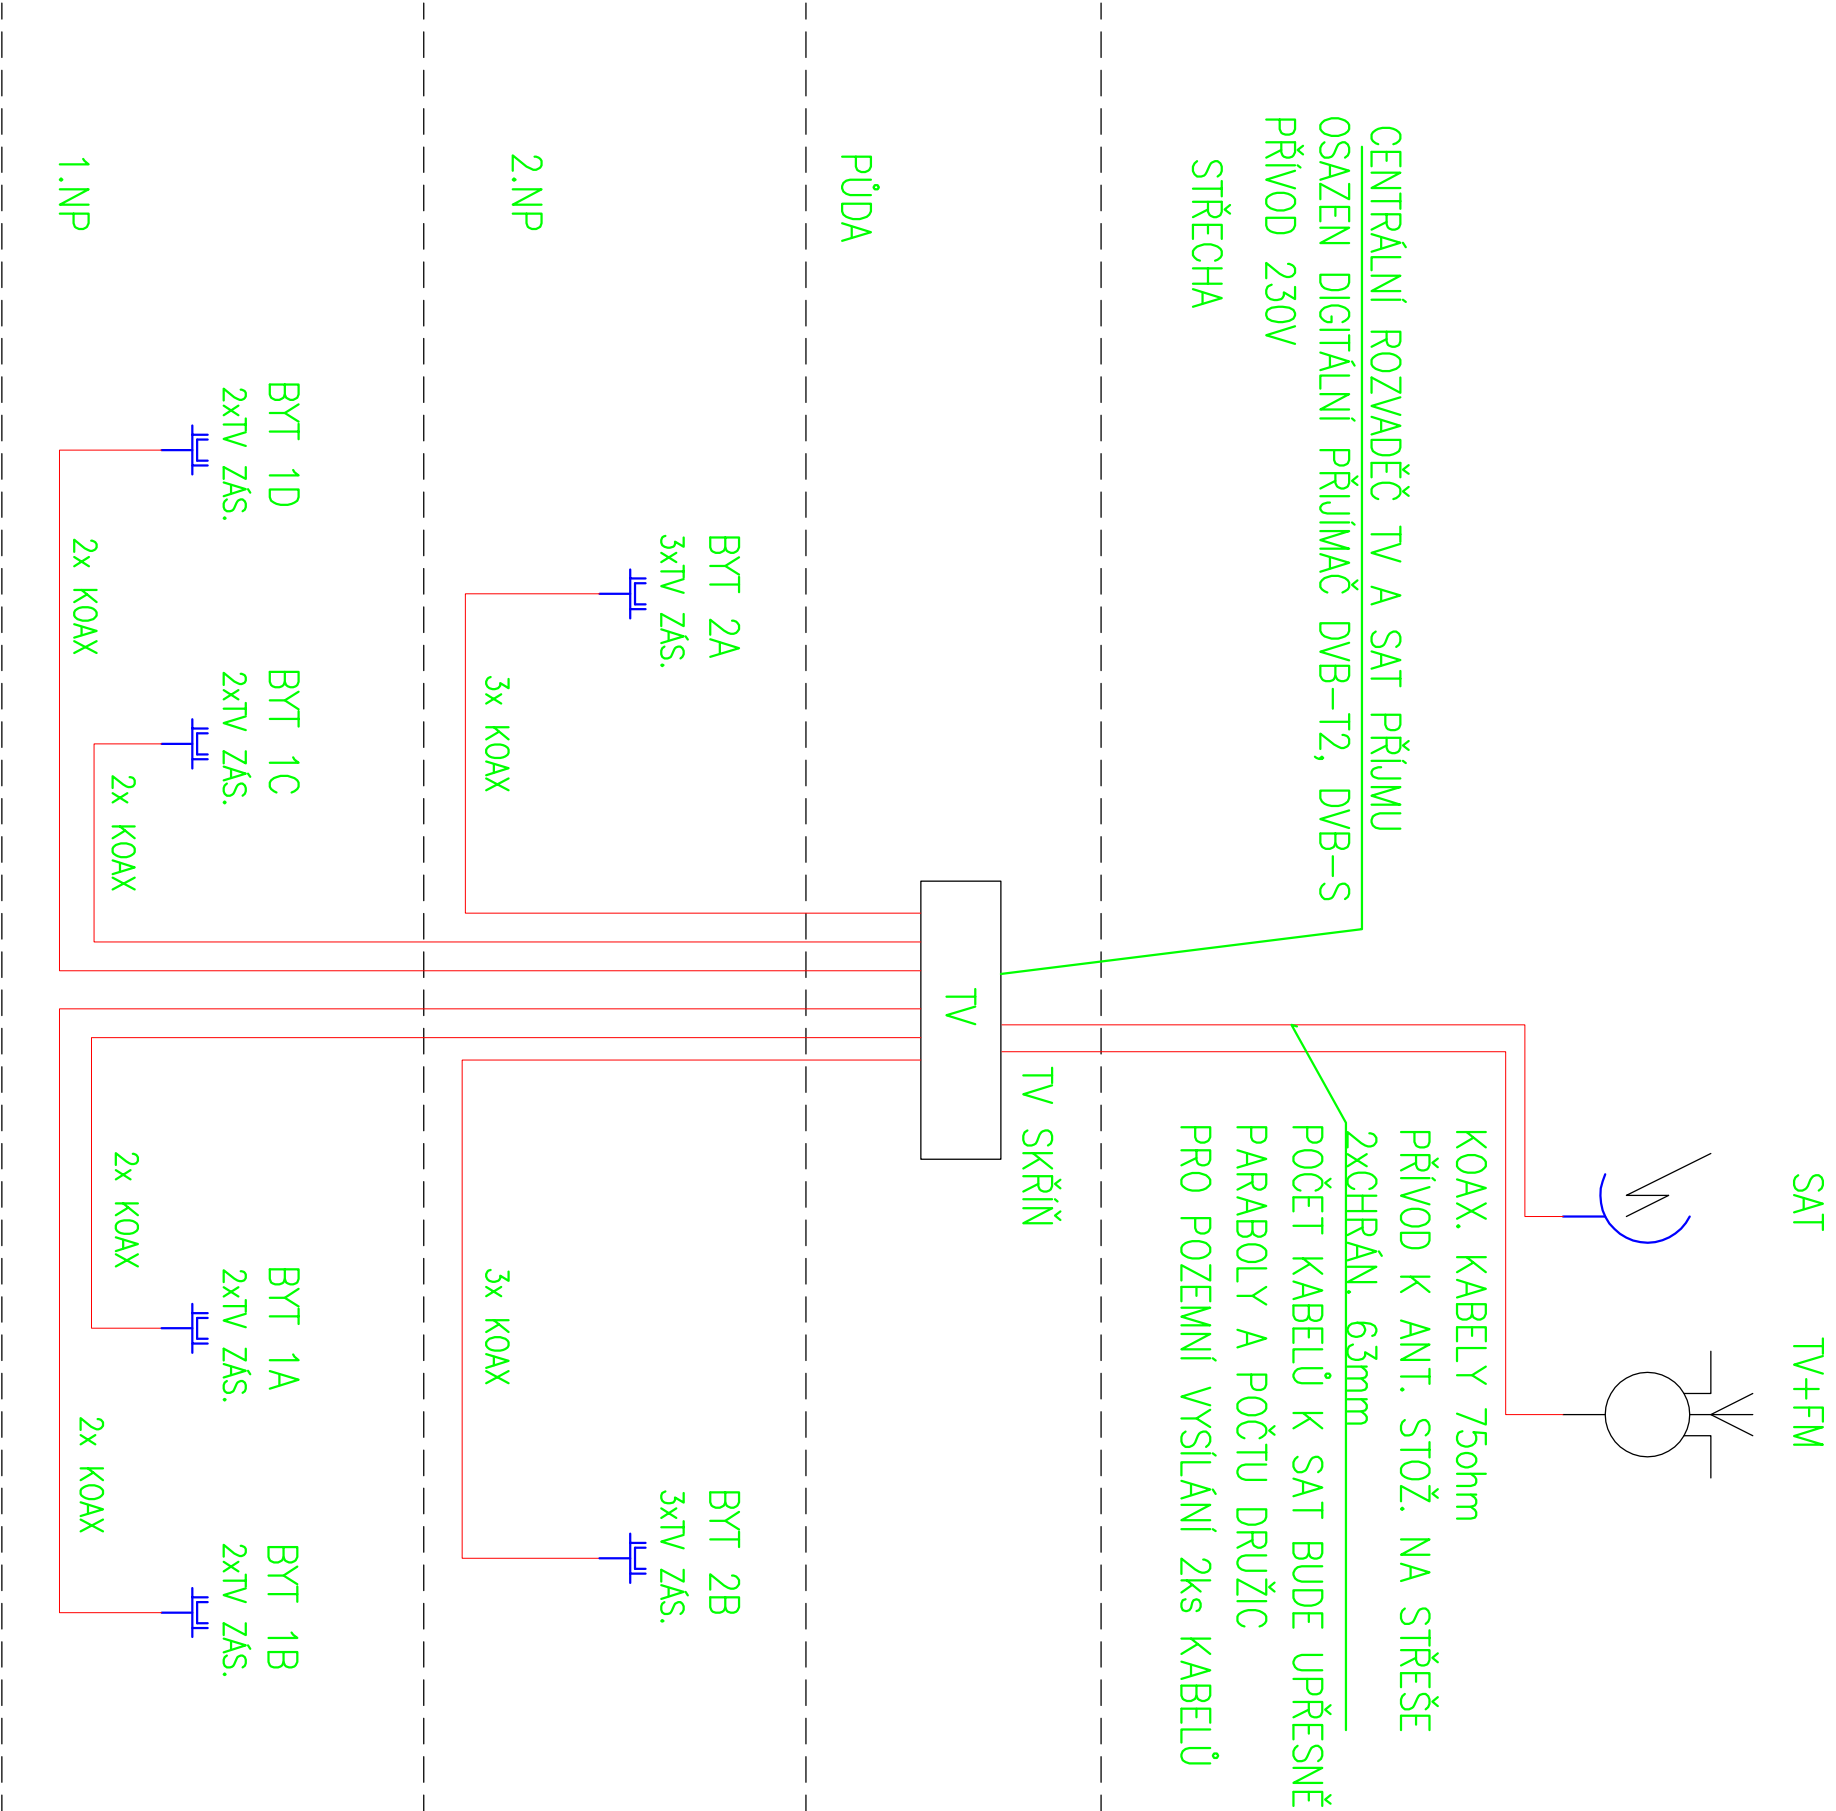 SAT
TV+FM
CENTRÁLNÍ ROZVADĚČ TV A SAT PŘÍJMU
OSAZEN DIGITÁLNÍ PŘIJÍMAČ DVB-T2, DVB-S
PŘÍVOD 230V
STŘECHA
KOAX. KABELY 75ohm
PŘÍVOD K ANT. STOŽ. NA STŘEŠE
2xCHRÁN. 63mm
POČET KABELŮ K SAT BUDE UPŘESNĚ
PARABOLY A POČTU DRUŽIC
PRO POZEMNÍ VYSÍLÁNÍ 2ks KABELŮ
TV SKŘÍŇ
TV
PŮDA
2.NP
BYT 2A
3xTV ZÁS.
3x KOAX
BYT 2B
3xTV ZÁS.
3x KOAX
1.NP
BYT 1D
2xTV ZÁS.
2x KOAX
BYT 1C
2xTV ZÁS.
2x KOAX
BYT 1A
2xTV ZÁS.
2x KOAX
BYT 1B
2xTV ZÁS.
2x KOAX